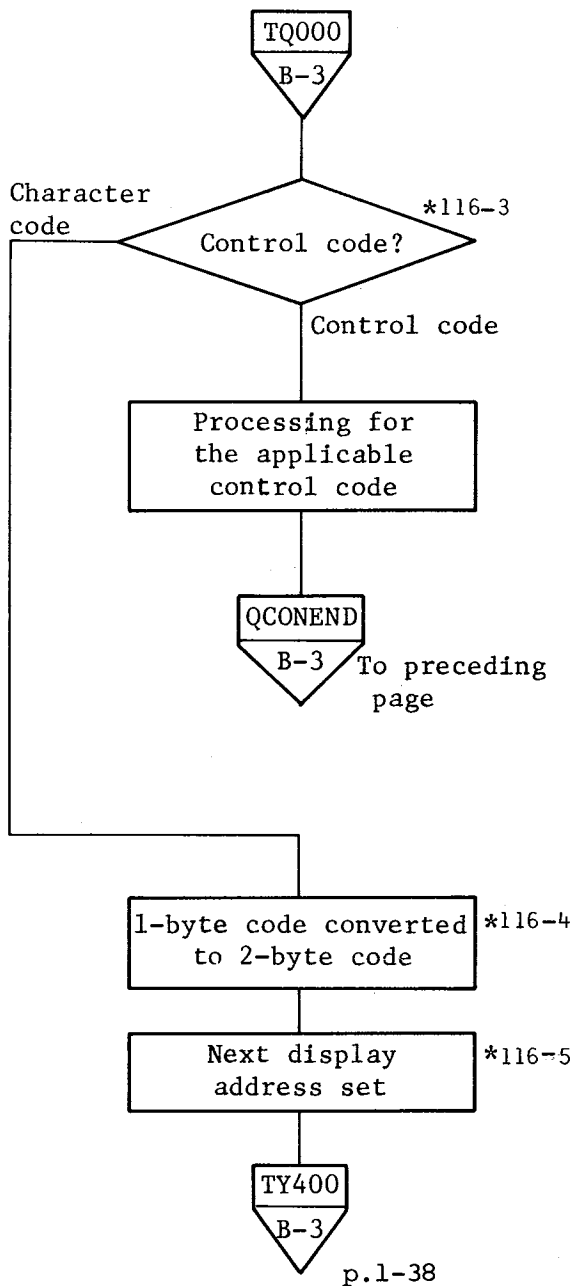 TQ000
B-3
Character
code
*116-3
Control code?
Control code
Processing for
the applicable
control code
QCONEND
B-3
To preceding
page
1-byte code converted
to 2-byte code
*116-4
Next display
address set
*116-5
TY400
B-3
p.1-38